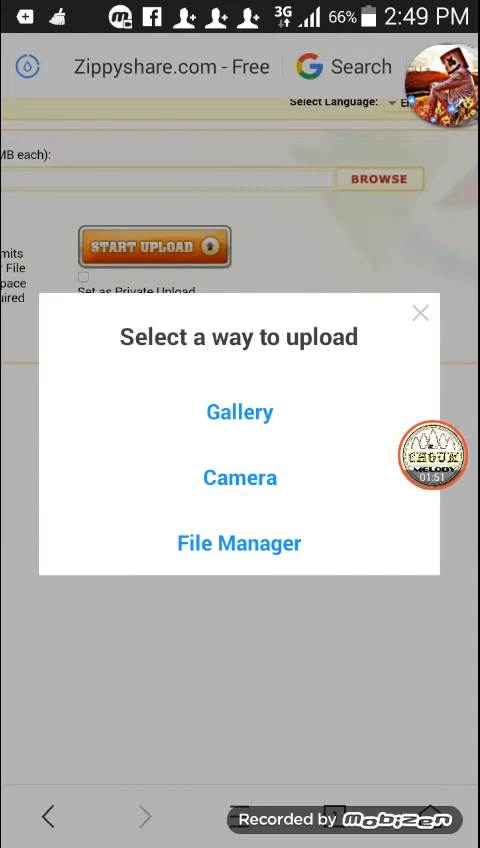 3G 66% 2:49 PM
Zippyshare.com - Free
Search
Select Language:
MB each):
BROWSE
mits
File
pace
uired
START UPLOAD
Set as Private Upload
Select a way to upload
Gallery
Camera
File Manager
MELODY
01:51
Recorded by Mobizen